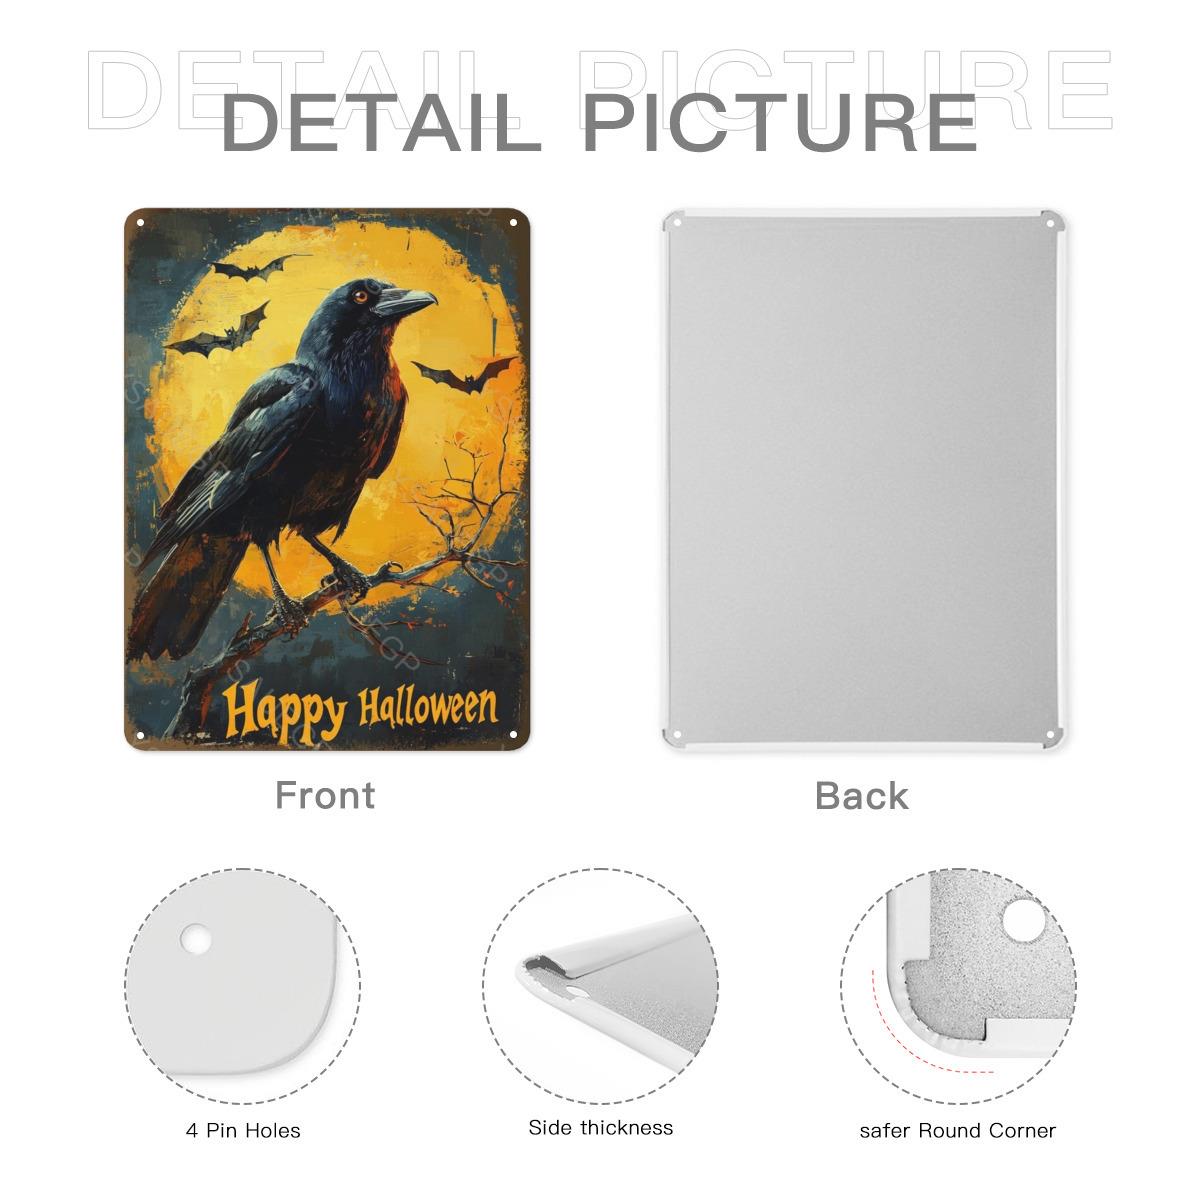 DETAIL PICTURE
DETAIL PICTURE
Happy Halloween
Front
Back
4 Pin Holes
Side thickness
safer Round Corner